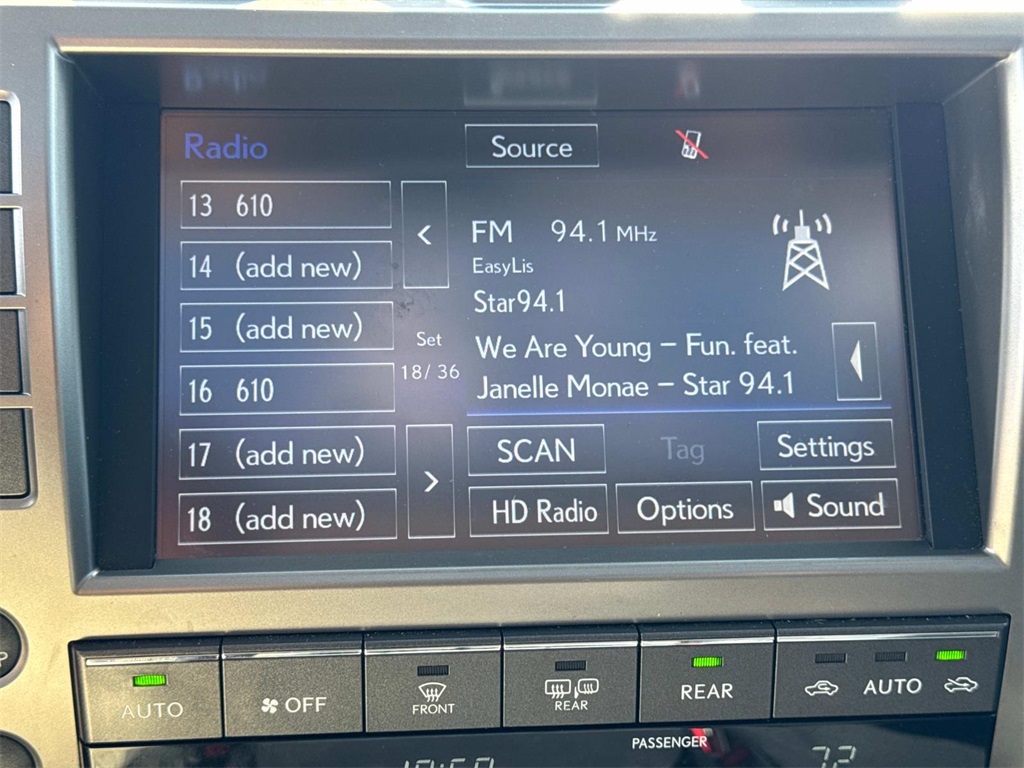 Radio
Source
13 610
14 (add new)
15 (add new)
16 610
17 (add new)
18 (add new)
<
Set
18/ 36
>
FM 94.1 MHz
EasyLis
Star94.1
We Are Young – Fun. feat.
Janelle Monae – Star 94.1
SCAN
Tag
Settings
HD Radio
Options
Sound
AUTO
OFF
FRONT
REAR
REAR
AUTO
PASSENGER
72